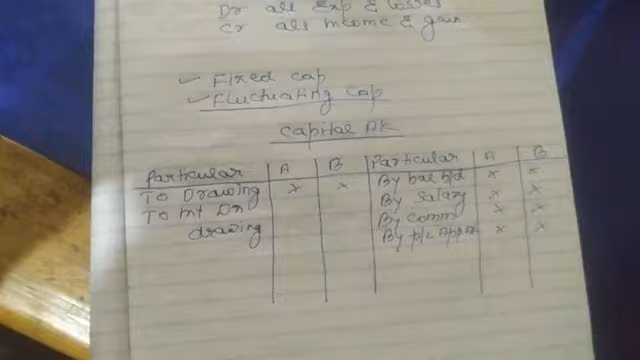 Dr all Exp & losses
Cr all Income & gain
Fixed cap
Fluctuating cap
Capital A/c
Particular A B Particular A B
To Drawing x x By bal b/d x x
To int Dr By salary x x
drawing By comm x x
By P/L App x x